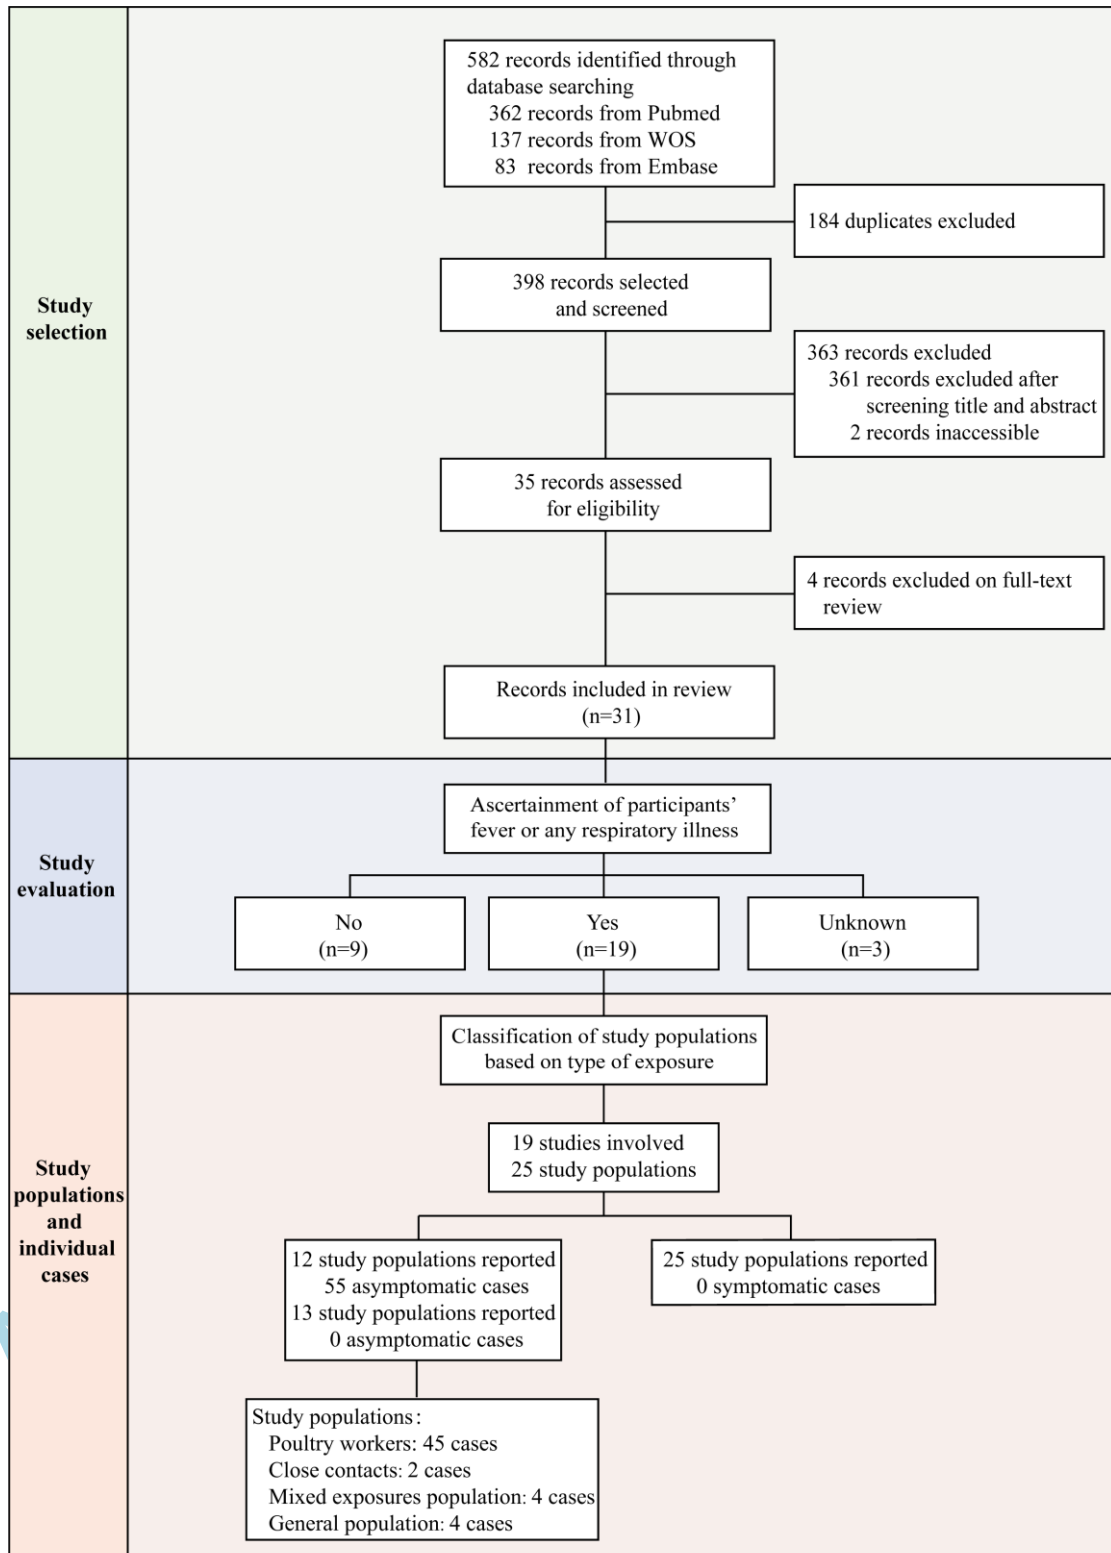 582 records identified through
database searching
362 records from Pubmed
137 records from WOS
83 records from Embase
184 duplicates excluded
398 records selected
and screened
Study
selection
363 records excluded
361 records excluded after
screening title and abstract
2 records inaccessible
35 records assessed
for eligibility
4 records excluded on full-text
review
Records included in review
(n=31)
Study
evaluation
Ascertainment of participants’
fever or any respiratory illness
No
(n=9)
Yes
(n=19)
Unknown
(n=3)
Study
populations
and
individual
cases
Classification of study populations
based on type of exposure
19 studies involved
25 study populations
12 study populations reported
55 asymptomatic cases
13 study populations reported
0 asymptomatic cases
25 study populations reported
0 symptomatic cases
Study populations:
Poultry workers: 45 cases
Close contacts: 2 cases
Mixed exposures population: 4 cases
General population: 4 cases